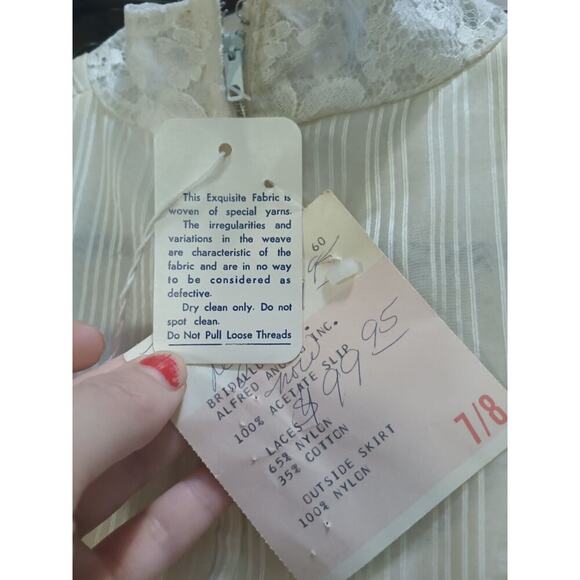 This Exquisite Fabric is
woven of special yarns.
The irregularities and
variations in the weave
are characteristic of the
fabric and are in no way
to be considered as
defective.
Dry clean only. Do not
spot clean.
Do Not Pull Loose Threads
60
now
$99.95
ALFRED INC.
100% ACETATE SLIP
LACES
65% NYLON
35% COTTON
OUTSIDE SKIRT
100% NYLON
7/8